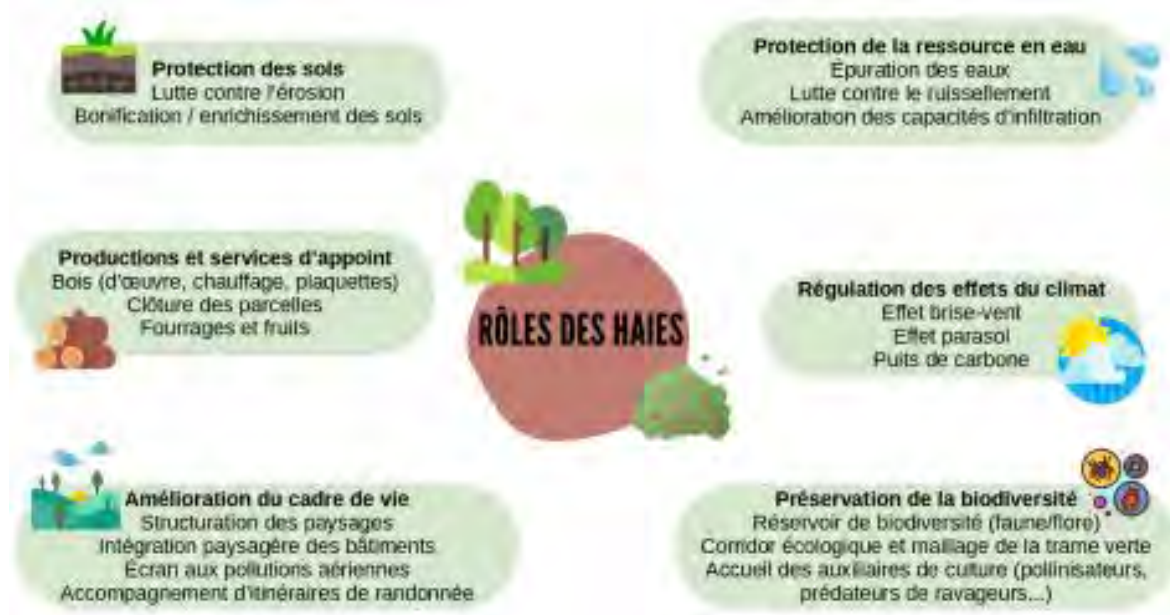 Protection des sols
Lutte contre l'érosion
Bonification / enrichissement des sols
Protection de la ressource en eau
Épuration des eaux
Lutte contre le ruissellement
Amélioration des capacités d'infiltration
Productions et services d'appoint
Bois (d'œuvre, chauffage, plaquettes)
Clôture des parcelles
Fourrages et fruits
RÔLES DES HAIES
Régulation des effets du climat
Effet brise-vent
Effet parasol
Puits de carbone
Amélioration du cadre de vie
Structuration des paysages
Intégration paysagère des bâtiments
Écran aux pollutions aériennes
Accompagnement d'itinéraires de randonnée
Préservation de la biodiversité
Réservoir de biodiversité (faune/flore)
Corridor écologique et maillage de la trame verte
Accueil des auxiliaires de culture (pollinisateurs,
prédateurs de ravageurs,..)